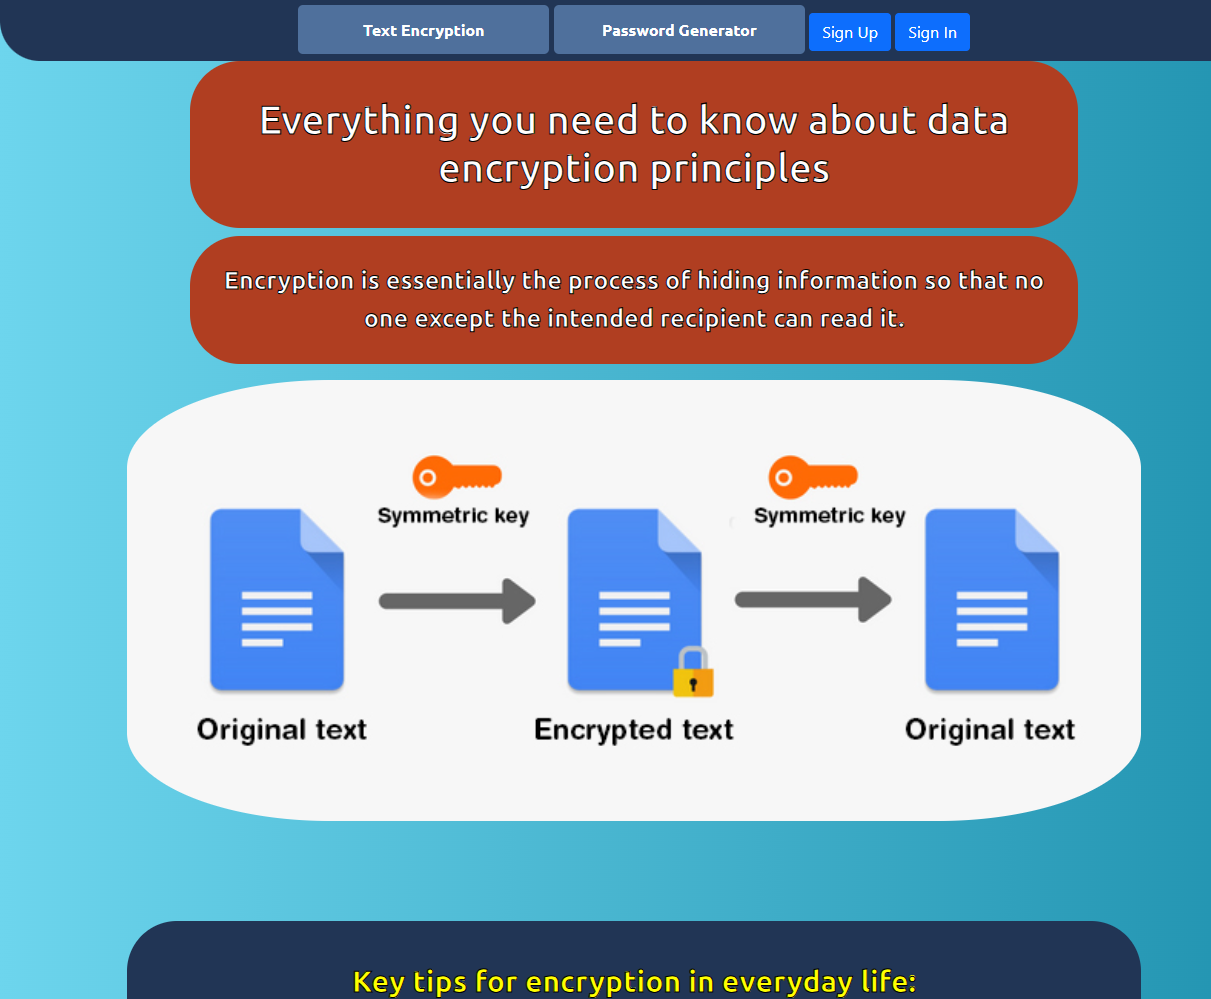 Text Encryption Password Generator Sign Up Sign In
Everything you need to know about data
encryption principles
Encryption is essentially the process of hiding information so that no
one except the intended recipient can read it.
Symmetric key Symmetric key
Original text Encrypted text Original text
Key tips for encryption in everyday life: